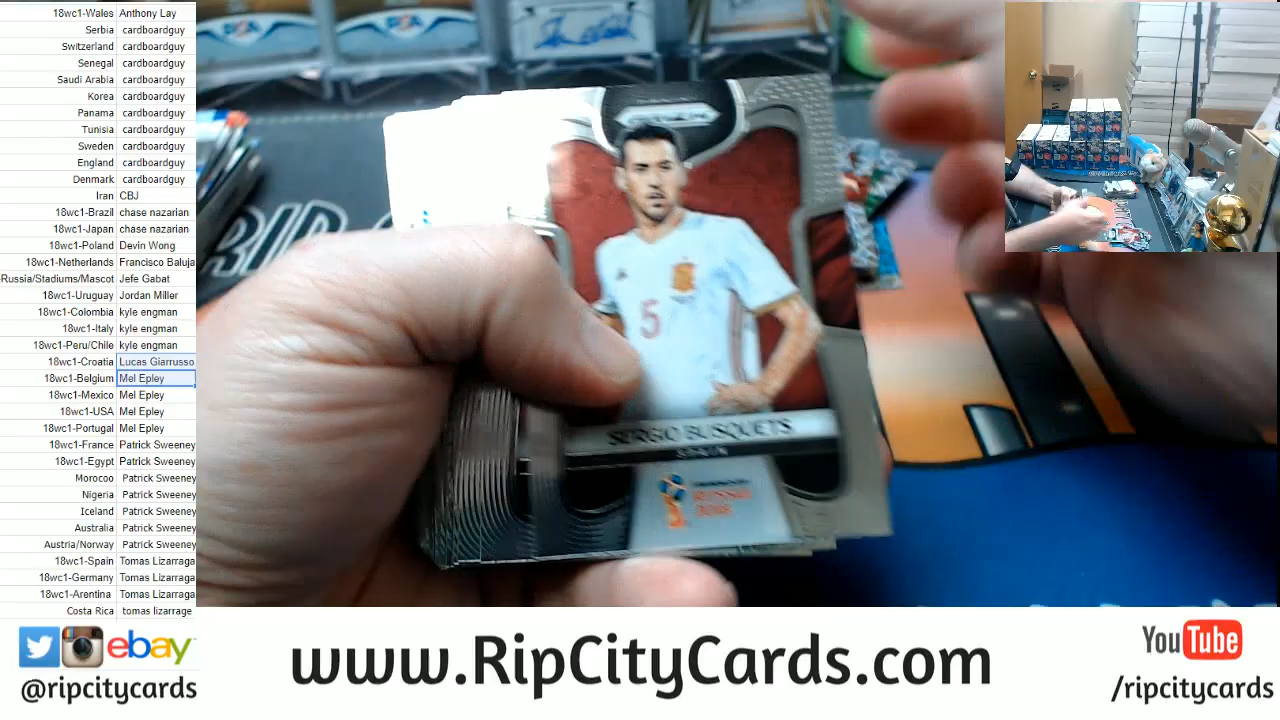 18wc1-Wales Anthony Lay
Serbia cardboardguy
Switzerland cardboardguy
Senegal cardboardguy
Saudi Arabia cardboardguy
Korea cardboardguy
Panama cardboardguy
Tunisia cardboardguy
Sweden cardboardguy
England cardboardguy
Denmark cardboardguy
Iran CBJ
18wc1-Brazil chase nazarian
18wc1-Japan chase nazarian
18wc1-Poland Devin Wong
18wc1-Netherlands Francisco Baluja
-Russia/Stadiums/Mascot Jefe Gabat
18wc1-Uruguay Jordan Miller
18wc1-Colombia kyle engman
18wc1-Italy kyle engman
18wc1-Peru/Chile kyle engman
18wc1-Croatia Lucas Giarrusso
18wc1-Belgium Mel Epley
18wc1-Mexico Mel Epley
18wc1-USA Mel Epley
18wc1-Portugal Mel Epley
18wc1-France Patrick Sweeney
18wc1-Egypt Patrick Sweeney
Morocoo Patrick Sweeney
Nigeria Patrick Sweeney
Iceland Patrick Sweeney
Australia Patrick Sweeney
Austria/Norway Patrick Sweeney
18wc1-Spain Tomas Lizarraga
18wc1-Germany Tomas Lizarraga
18wc1-Arentina Tomas Lizarraga
Costa Rica tomas lizarrage
PRIZM
5
SERGIO BUSQUETS
SPAIN
RUSSIA
2018
RIP
ebay
@ripcitycards
www.RipCityCards.com
YouTube
/ripcitycards